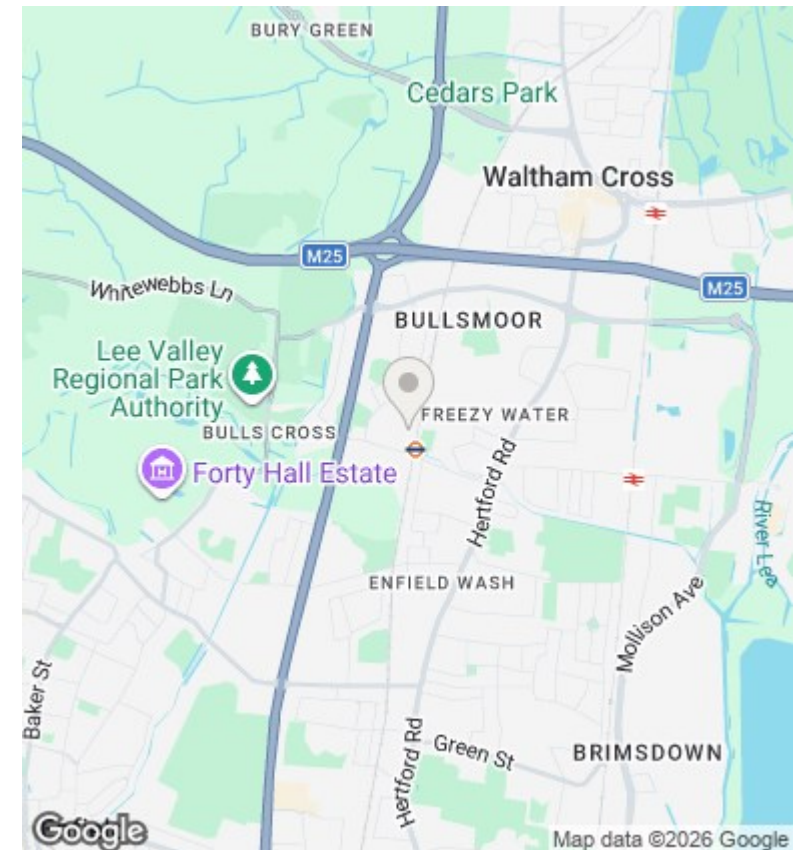 BURY GREEN
Cedars Park
Waltham Cross
M25
M25
Whitewebbs Ln
BULLSMOOR
Lee Valley
Regional Park
Authority
FREEZY WATER
BULLS CROSS
Forty Hall Estate
Hertford Rd
River Lee
ENFIELD WASH
Mollison Ave
Baker St
Hertford Rd
Green St
BRIMSDOWN
Google
Map data ©2026 Google